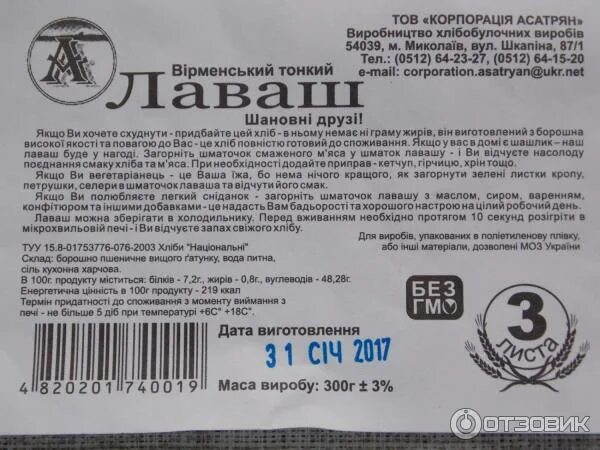 ТОВ «КОРПОРАЦІЯ АСАТРЯН»
Виробництво хлібобулочних виробів
54039, м. Миколаїв, вул. Шкапіна, 87/1
Тел.: (0512) 64-23-27, (0512) 64-15-20
e-mail: corporation.asatryan@ukr.net
Вірменський тонкий
Лаваш
Шановні друзі!
Якщо Ви хочете схуднути - придбайте цей хліб - в ньому немає ні граму жирів, він виготовлений з борошна
високої якості та повагою до Вас - це хліб повністю готовий до споживання. Якщо у вас в домі є шашлик – наш
лаваш буде у нагоді. Загорніть шматочок смаженого м'яса у шматок лавашу - і Ви відчуєте насолоду
поєднання смаку хліба та м'яса. При необхідності додайте приправ - кетчуп, гірчицю, хрін тощо.
Якщо Ви вегетаріанець - це Ваша їжа, бо нема нічого кращого, як загорнути зелені листки кропу,
петрушки, селери в шматочок лаваша та відчути його смак.
Якщо Ви полюбляєте легкий сніданок - загорніть шматочок лавашу з маслом, сиром, варенням,
конфітюром та іншими добавками - це надасть Вам бадьорості та хорошого настрою на цілий робочий день.
Лаваш можна зберігати в холодильнику. Перед вживанням необхідно протягом 10 секунд розігріти в
мікрохвильовій печі - і Ви відчуєте запах свіжого хлібу.
ТУУ 15.8-01753776-076-2003 Хліби "Національні"
Склад: борошно пшеничне вищого ґатунку, вода питна,
сіль кухонна харчова.
В 100г. продукту міститься: білків - 7,2г., жирів - 0,8г., вуглеводів - 48,28г.
Енергетична цінність в 100г продукту - 219 ккал
Термін придатності до споживання з моменту виймання з
печі - не більше 5 діб при температурі +6С° +18С°.
Для виробів, упакованих в поліетиленову плівку,
або інші матеріали, дозволені МОЗ України
БЕЗ
ГМО
3
ЛИСТА
Дата виготовлення
31 СІЧ 2017
Маса виробу: 300г ± 3%
4 820201 740019
ОТЗОВИК